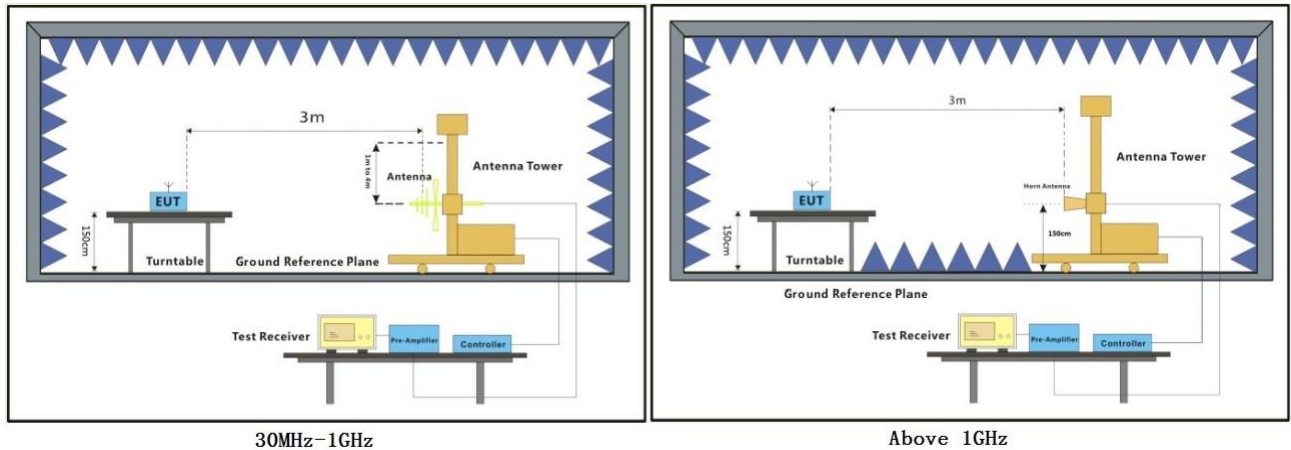 3m
1m to 4m
Antenna
Antenna Tower
EUT
150cm
Turntable
Ground Reference Plane
Test Receiver
Pre-Amplifier
Controller
30MHz-1GHz
3m
Antenna Tower
Horn Antenna
EUT
150cm
150cm
Turntable
Ground Reference Plane
Test Receiver
Pre-Amplifier
Controller
Above 1GHz